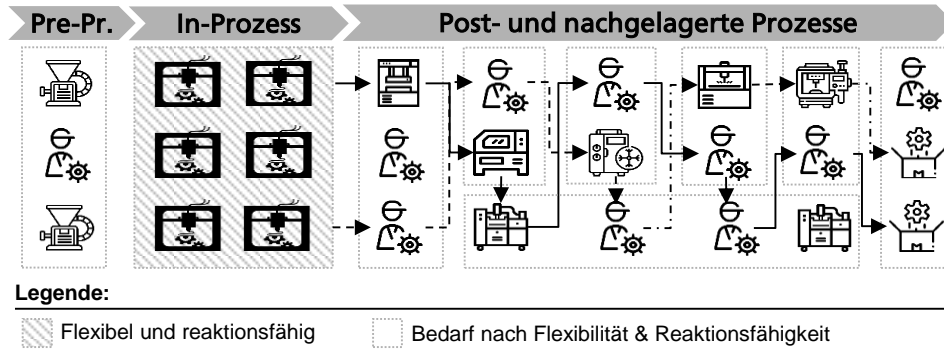 Pre-Pr. In-Prozess Post- und nachgelagerte Prozesse
Legende:
Flexibel und reaktionsfähig Bedarf nach Flexibilität & Reaktionsfähigkeit